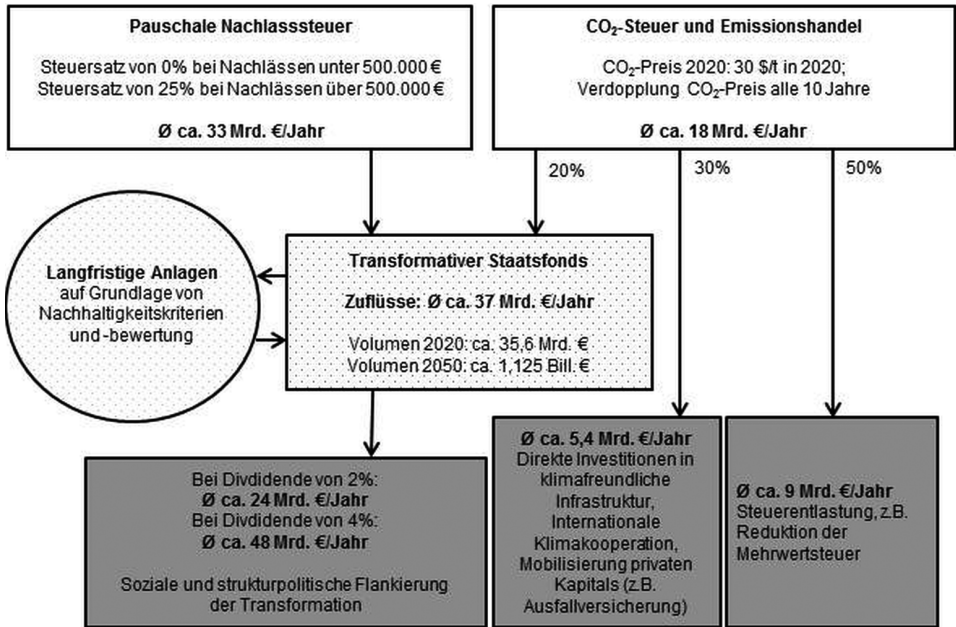 Pauschale Nachlasssteuer
Steuersatz von 0% bei Nachlässen unter 500.000 €
Steuersatz von 25% bei Nachlässen über 500.000 €
Ø ca. 33 Mrd. €/Jahr
CO₂-Steuer und Emissionshandel
CO₂-Preis 2020: 30 $/t in 2020;
Verdopplung CO₂-Preis alle 10 Jahre
Ø ca. 18 Mrd. €/Jahr
20%
30%
50%
Langfristige Anlagen
auf Grundlage von
Nachhaltigkeitskriterien
und -bewertung
Transformativer Staatsfonds
Zuflüsse: Ø ca. 37 Mrd. €/Jahr
Volumen 2020: ca. 35,6 Mrd. €
Volumen 2050: ca. 1,125 Bill. €
Bei Divdidende von 2%:
Ø ca. 24 Mrd. €/Jahr
Bei Divdidende von 4%:
Ø ca. 48 Mrd. €/Jahr
Soziale und strukturpolitische Flankierung
der Transformation
Ø ca. 5,4 Mrd. €/Jahr
Direkte Investitionen in
klimafreundliche
Infrastruktur,
Internationale
Klimakooperation,
Mobilisierung privaten
Kapitals (z.B.
Ausfallversicherung)
Ø ca. 9 Mrd. €/Jahr
Steuerentlastung, z.B.
Reduktion der
Mehrwertsteuer